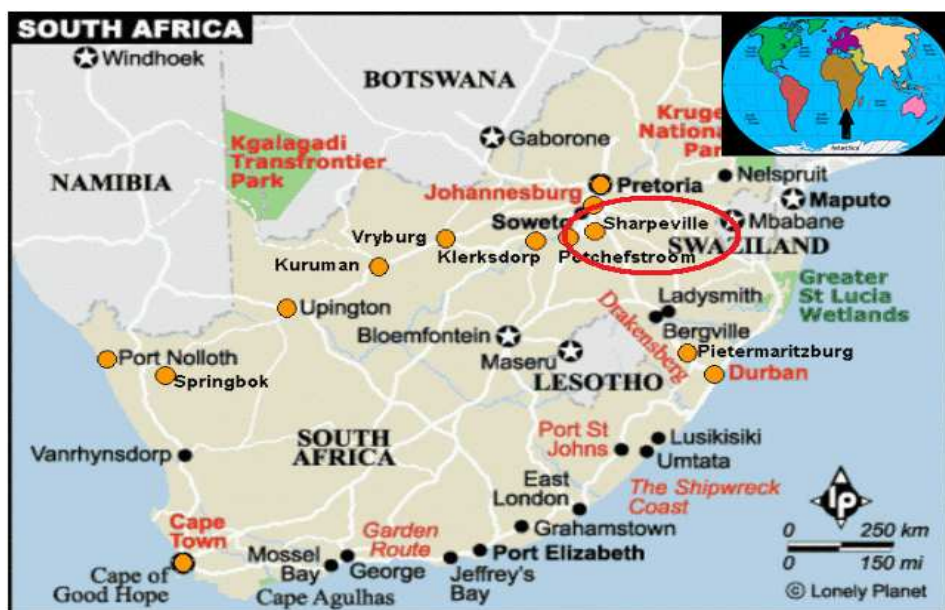 SOUTH AFRICA
Windhoek
BOTSWANA
Gaborone
Kgalagadi
Transfrontier
Park
NAMIBIA
Johannesburg
Pretoria
Nelspruit
Maputo
Soweto
Sharpeville
Mbabane
SWAZILAND
Vryburg
Klerksdorp
Potchefstroom
Kuruman
Upington
Greater
St Lucia
Wetlands
Ladysmith
Drakensberg
Bergville
Bloemfontein
Maseru
LESOTHO
Pietermaritzburg
Durban
Port Nolloth
Springbok
SOUTH
AFRICA
Port St
Johns
Lusikisiki
Umtata
Vanrhynsdorp
East
London
The Shipwreck
Coast
Grahamstown
Cape
Town
Garden
Route
Port Elizabeth
Mossel
Bay
George
Jeffrey's
Bay
Cape of
Good Hope
Cape Agulhas
lp
0 250 km
0 150 mi
© Lonely Planet
Antarctica